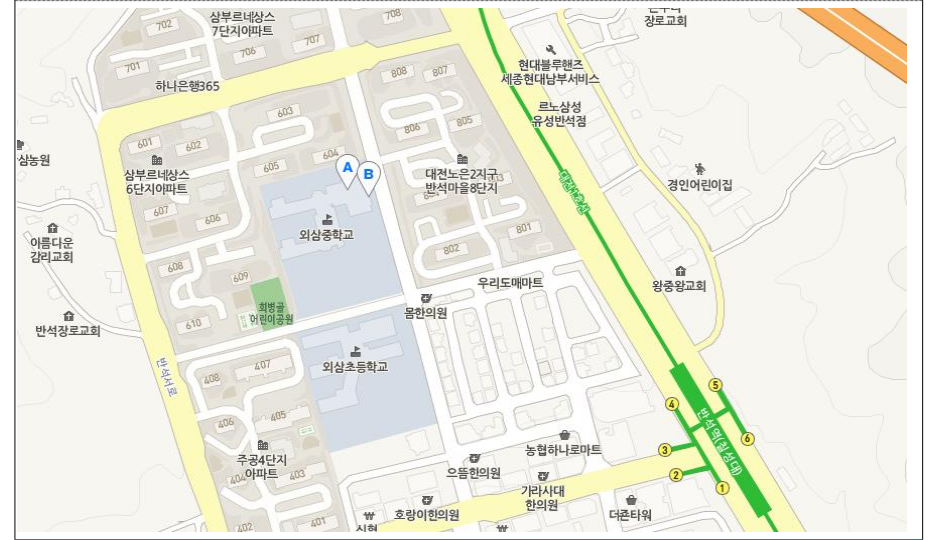 702
삼부르네상스
7단지아파트
708
장로교회
701
706
707
하나은행365
808
807
현대블루핸즈
세종현대남부서비스
르노삼성
유성반석점
603
806
805
601
602
604
605
A
B
삼농원
삼부르네상스
6단지아파트
대전노은2지구
반석마을8단지
대전1호선
경인어린이집
607
606
외삼중학교
801
802
아름다운
감리교회
608
609
우리도매마트
왕중왕교회
반석장로교회
610
희병골
어린이공원
몸한의원
반석서로
407
408
외삼초등학교
406
405
5
4
반석역(칠성대)
6
주공4단지
아파트
404
403
농협하나로마트
3
으뜸한의원
2
1
가라사대
한의원
402
401
호랑이한의원
더존타워